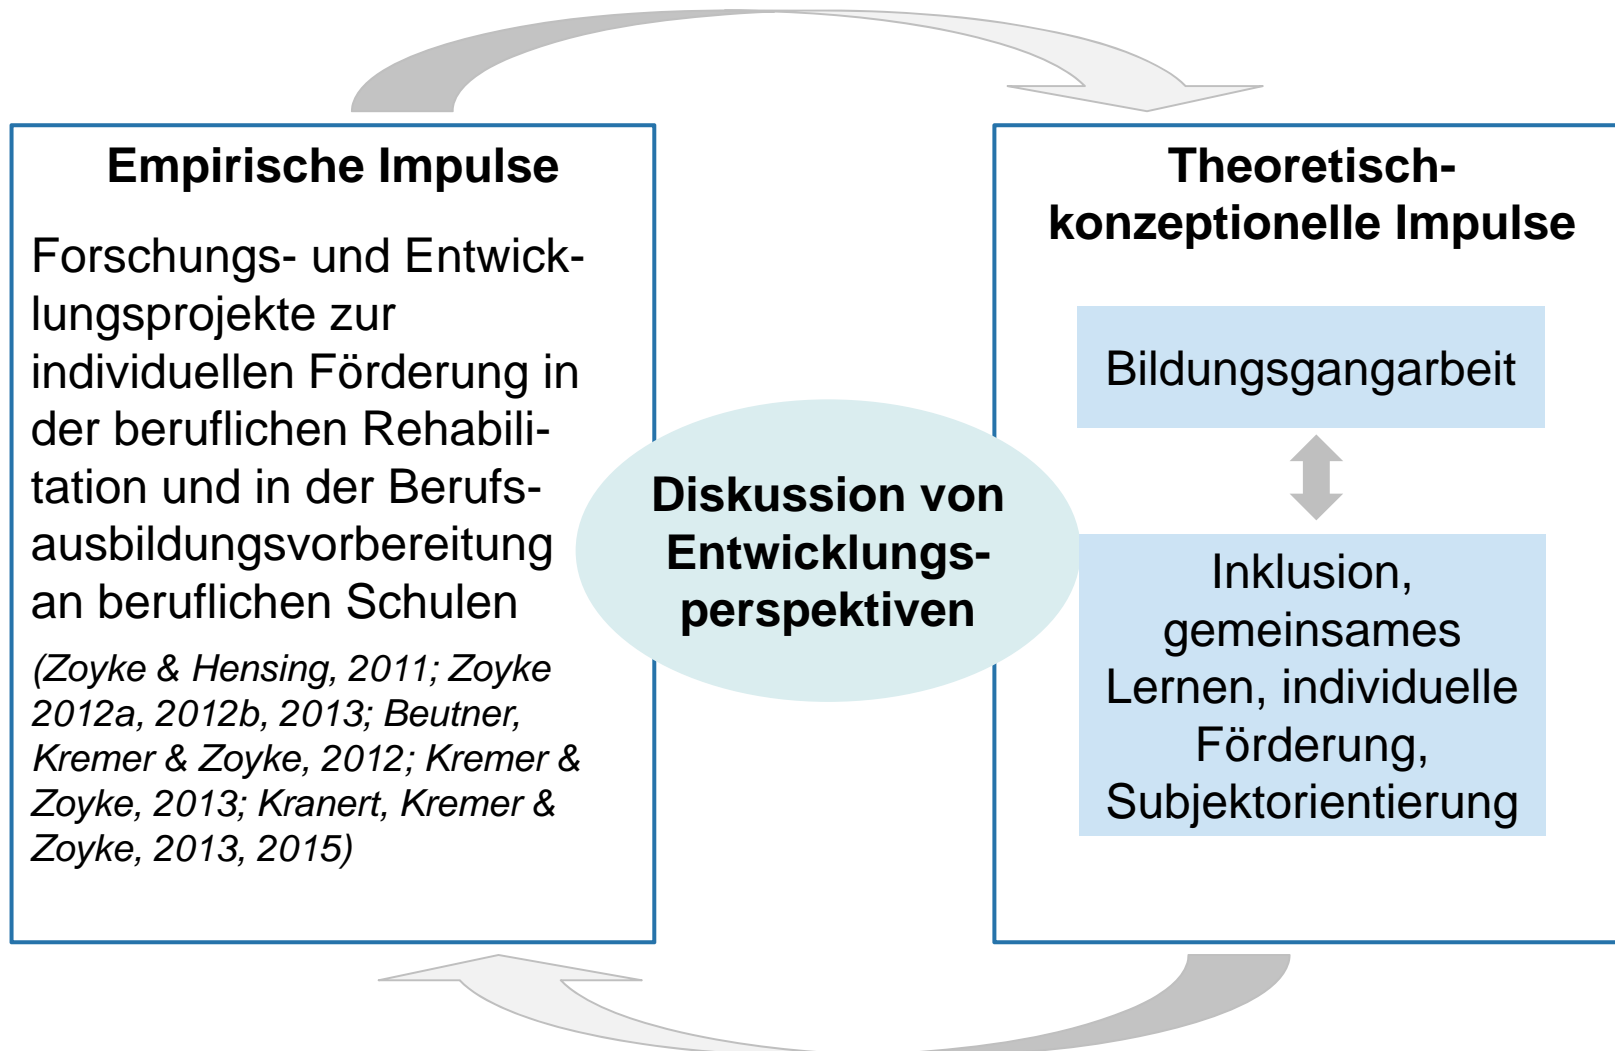 Empirische Impulse
Forschungs- und Entwick-
lungsprojekte zur
individuellen Förderung in
der beruflichen Rehabili-
tation und in der Berufs-
ausbildungsvorbereitung
an beruflichen Schulen
(Zoyke & Hensing, 2011; Zoyke
2012a, 2012b, 2013; Beutner,
Kremer & Zoyke, 2012; Kremer &
Zoyke, 2013; Kranert, Kremer &
Zoyke, 2013, 2015)
Diskussion von
Entwicklungs-
perspektiven
Theoretisch-
konzeptionelle Impulse
Bildungsgangarbeit
Inklusion,
gemeinsames
Lernen, individuelle
Förderung,
Subjektorientierung